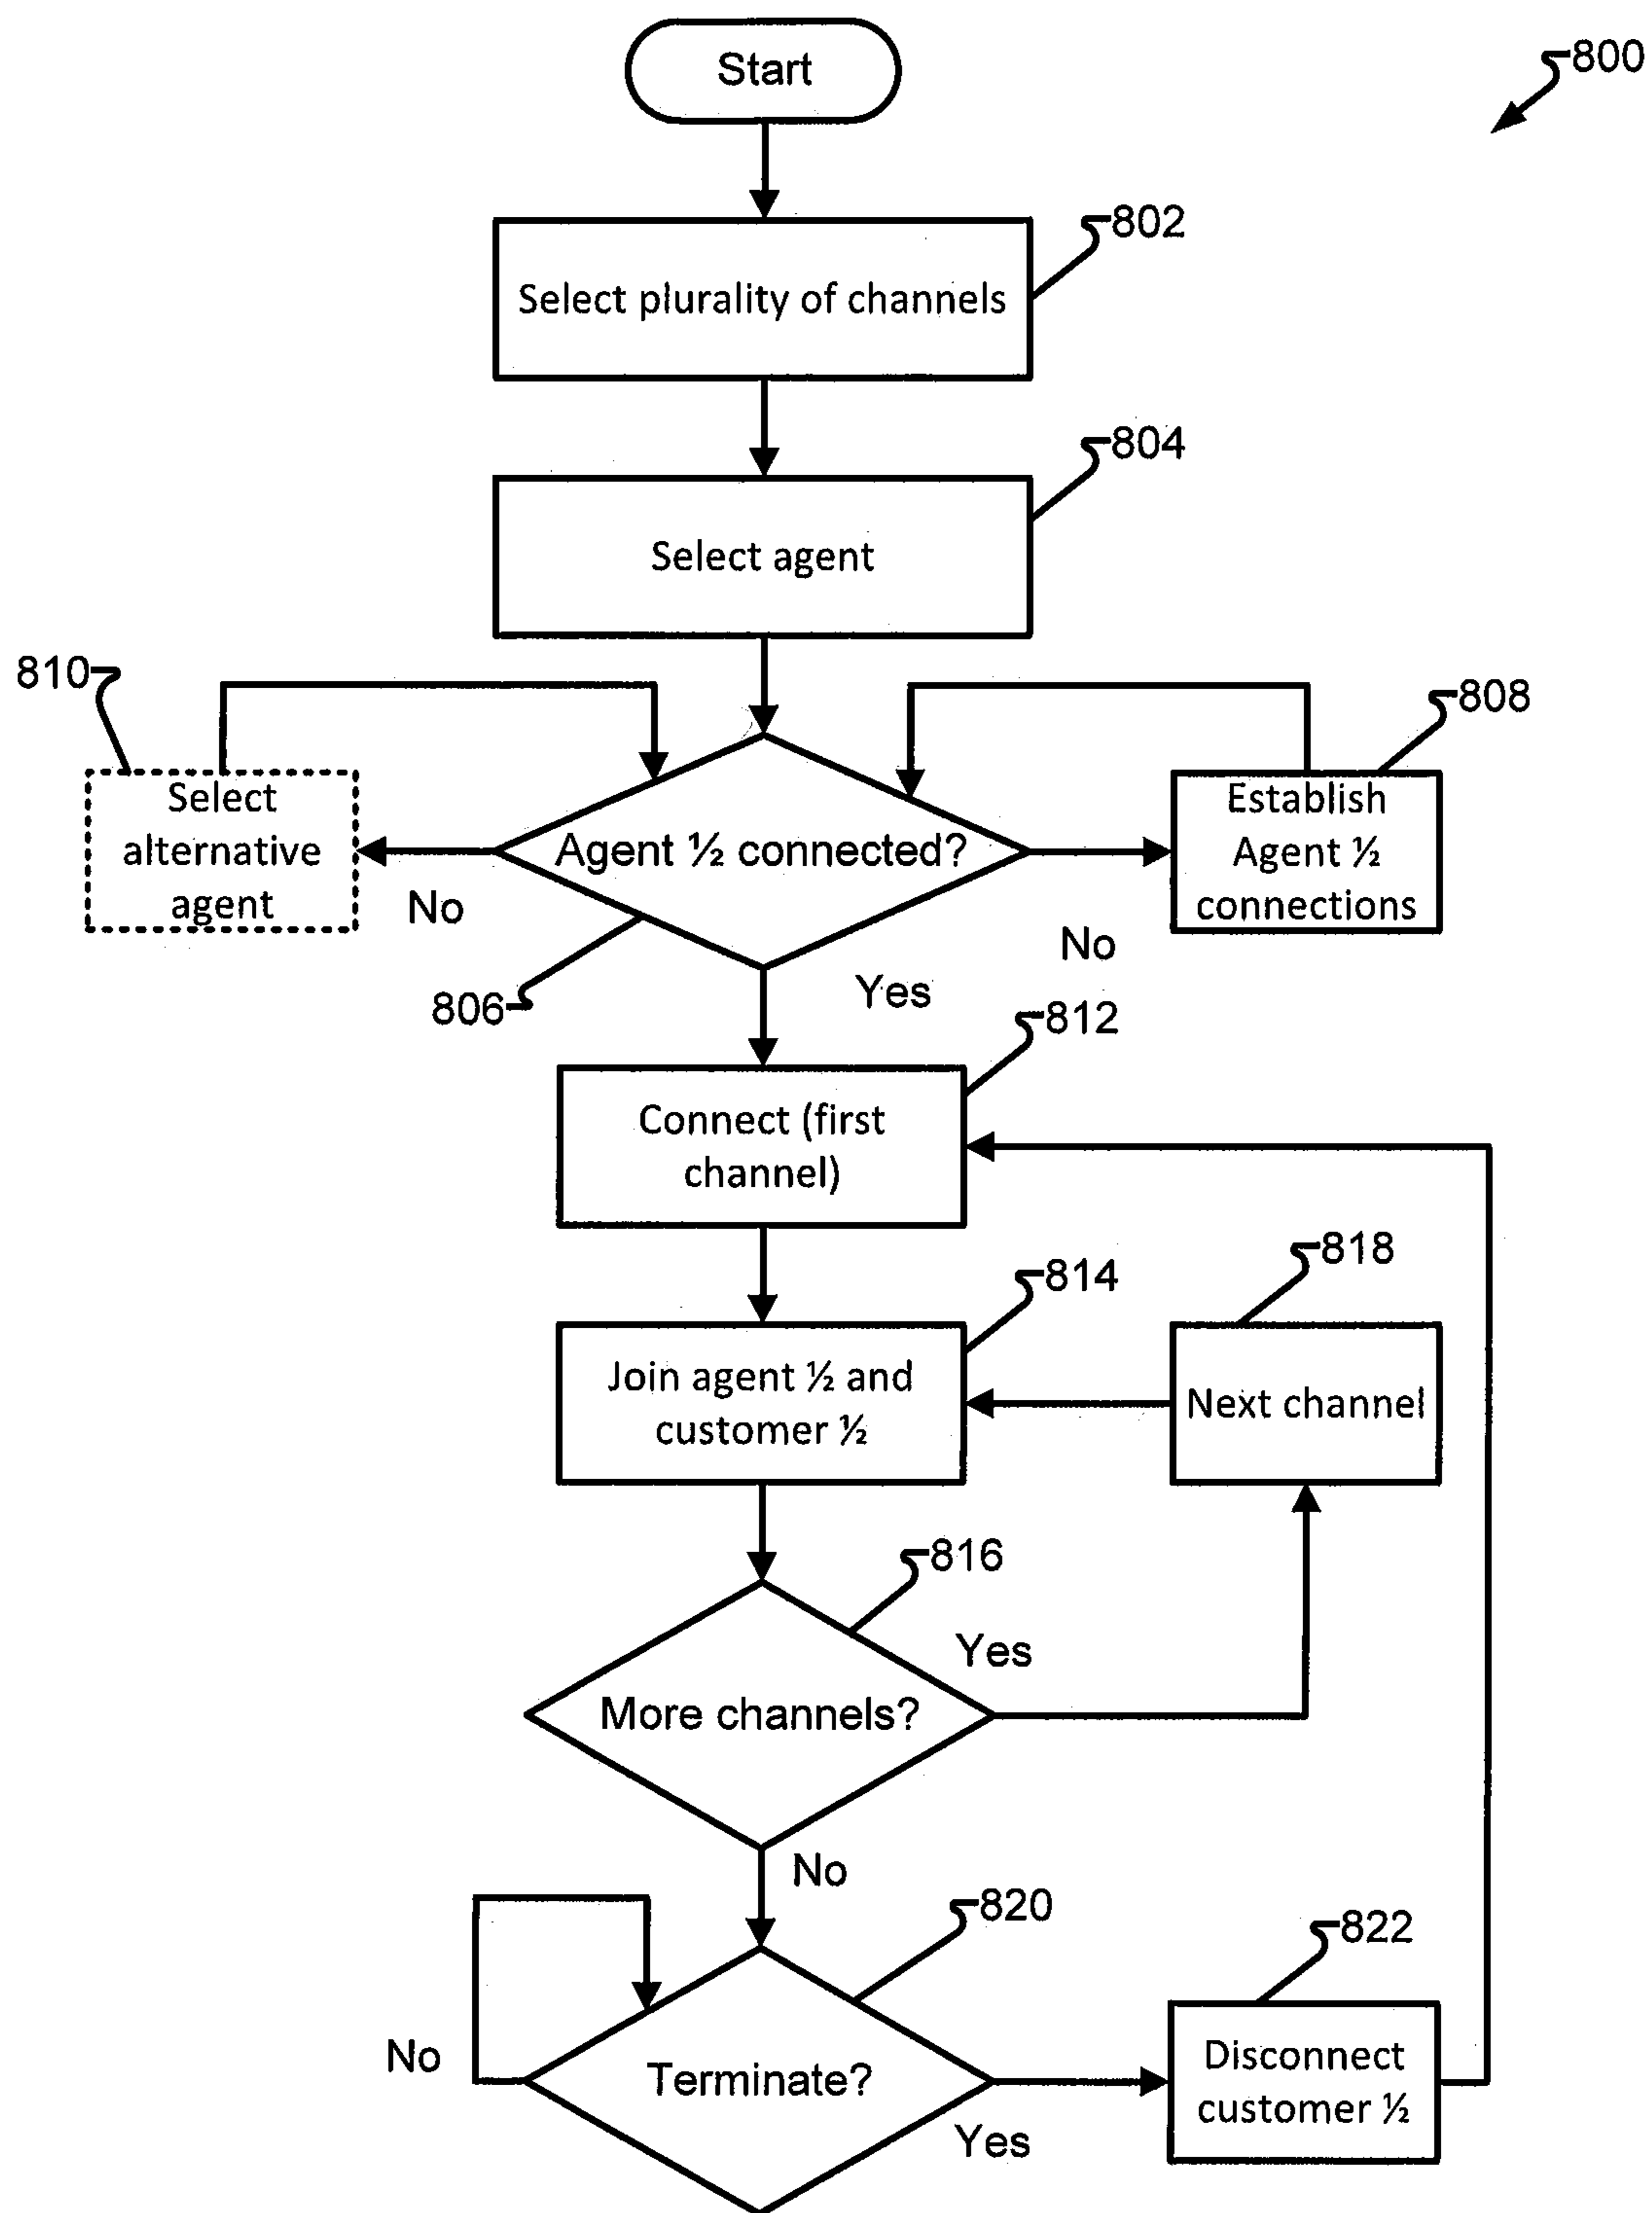 Start
800
802
Select plurality of channels
804
Select agent
810
808
Select
alternative
agent
Agent ½ connected?
Establish
Agent ½
connections
No
No
806
Yes
812
Connect (first
channel)
818
814
Join agent ½ and
customer ½
Next channel
816
Yes
More channels?
No
820
822
No
Terminate?
Disconnect
customer ½
Yes